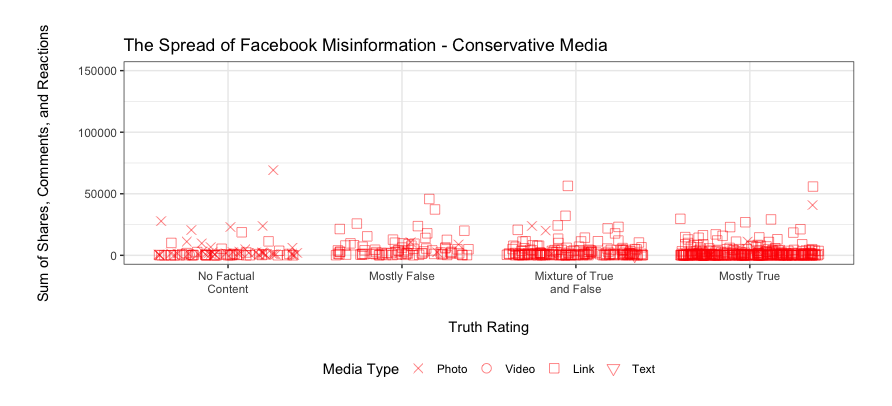 The Spread of Facebook Misinformation - Conservative Media
Sum of Shares, Comments, and Reactions
150000
100000
50000
0
No Factual
Content
Mostly False
Mixture of True
and False
Mostly True
Truth Rating
Media Type
Photo
Video
Link
Text